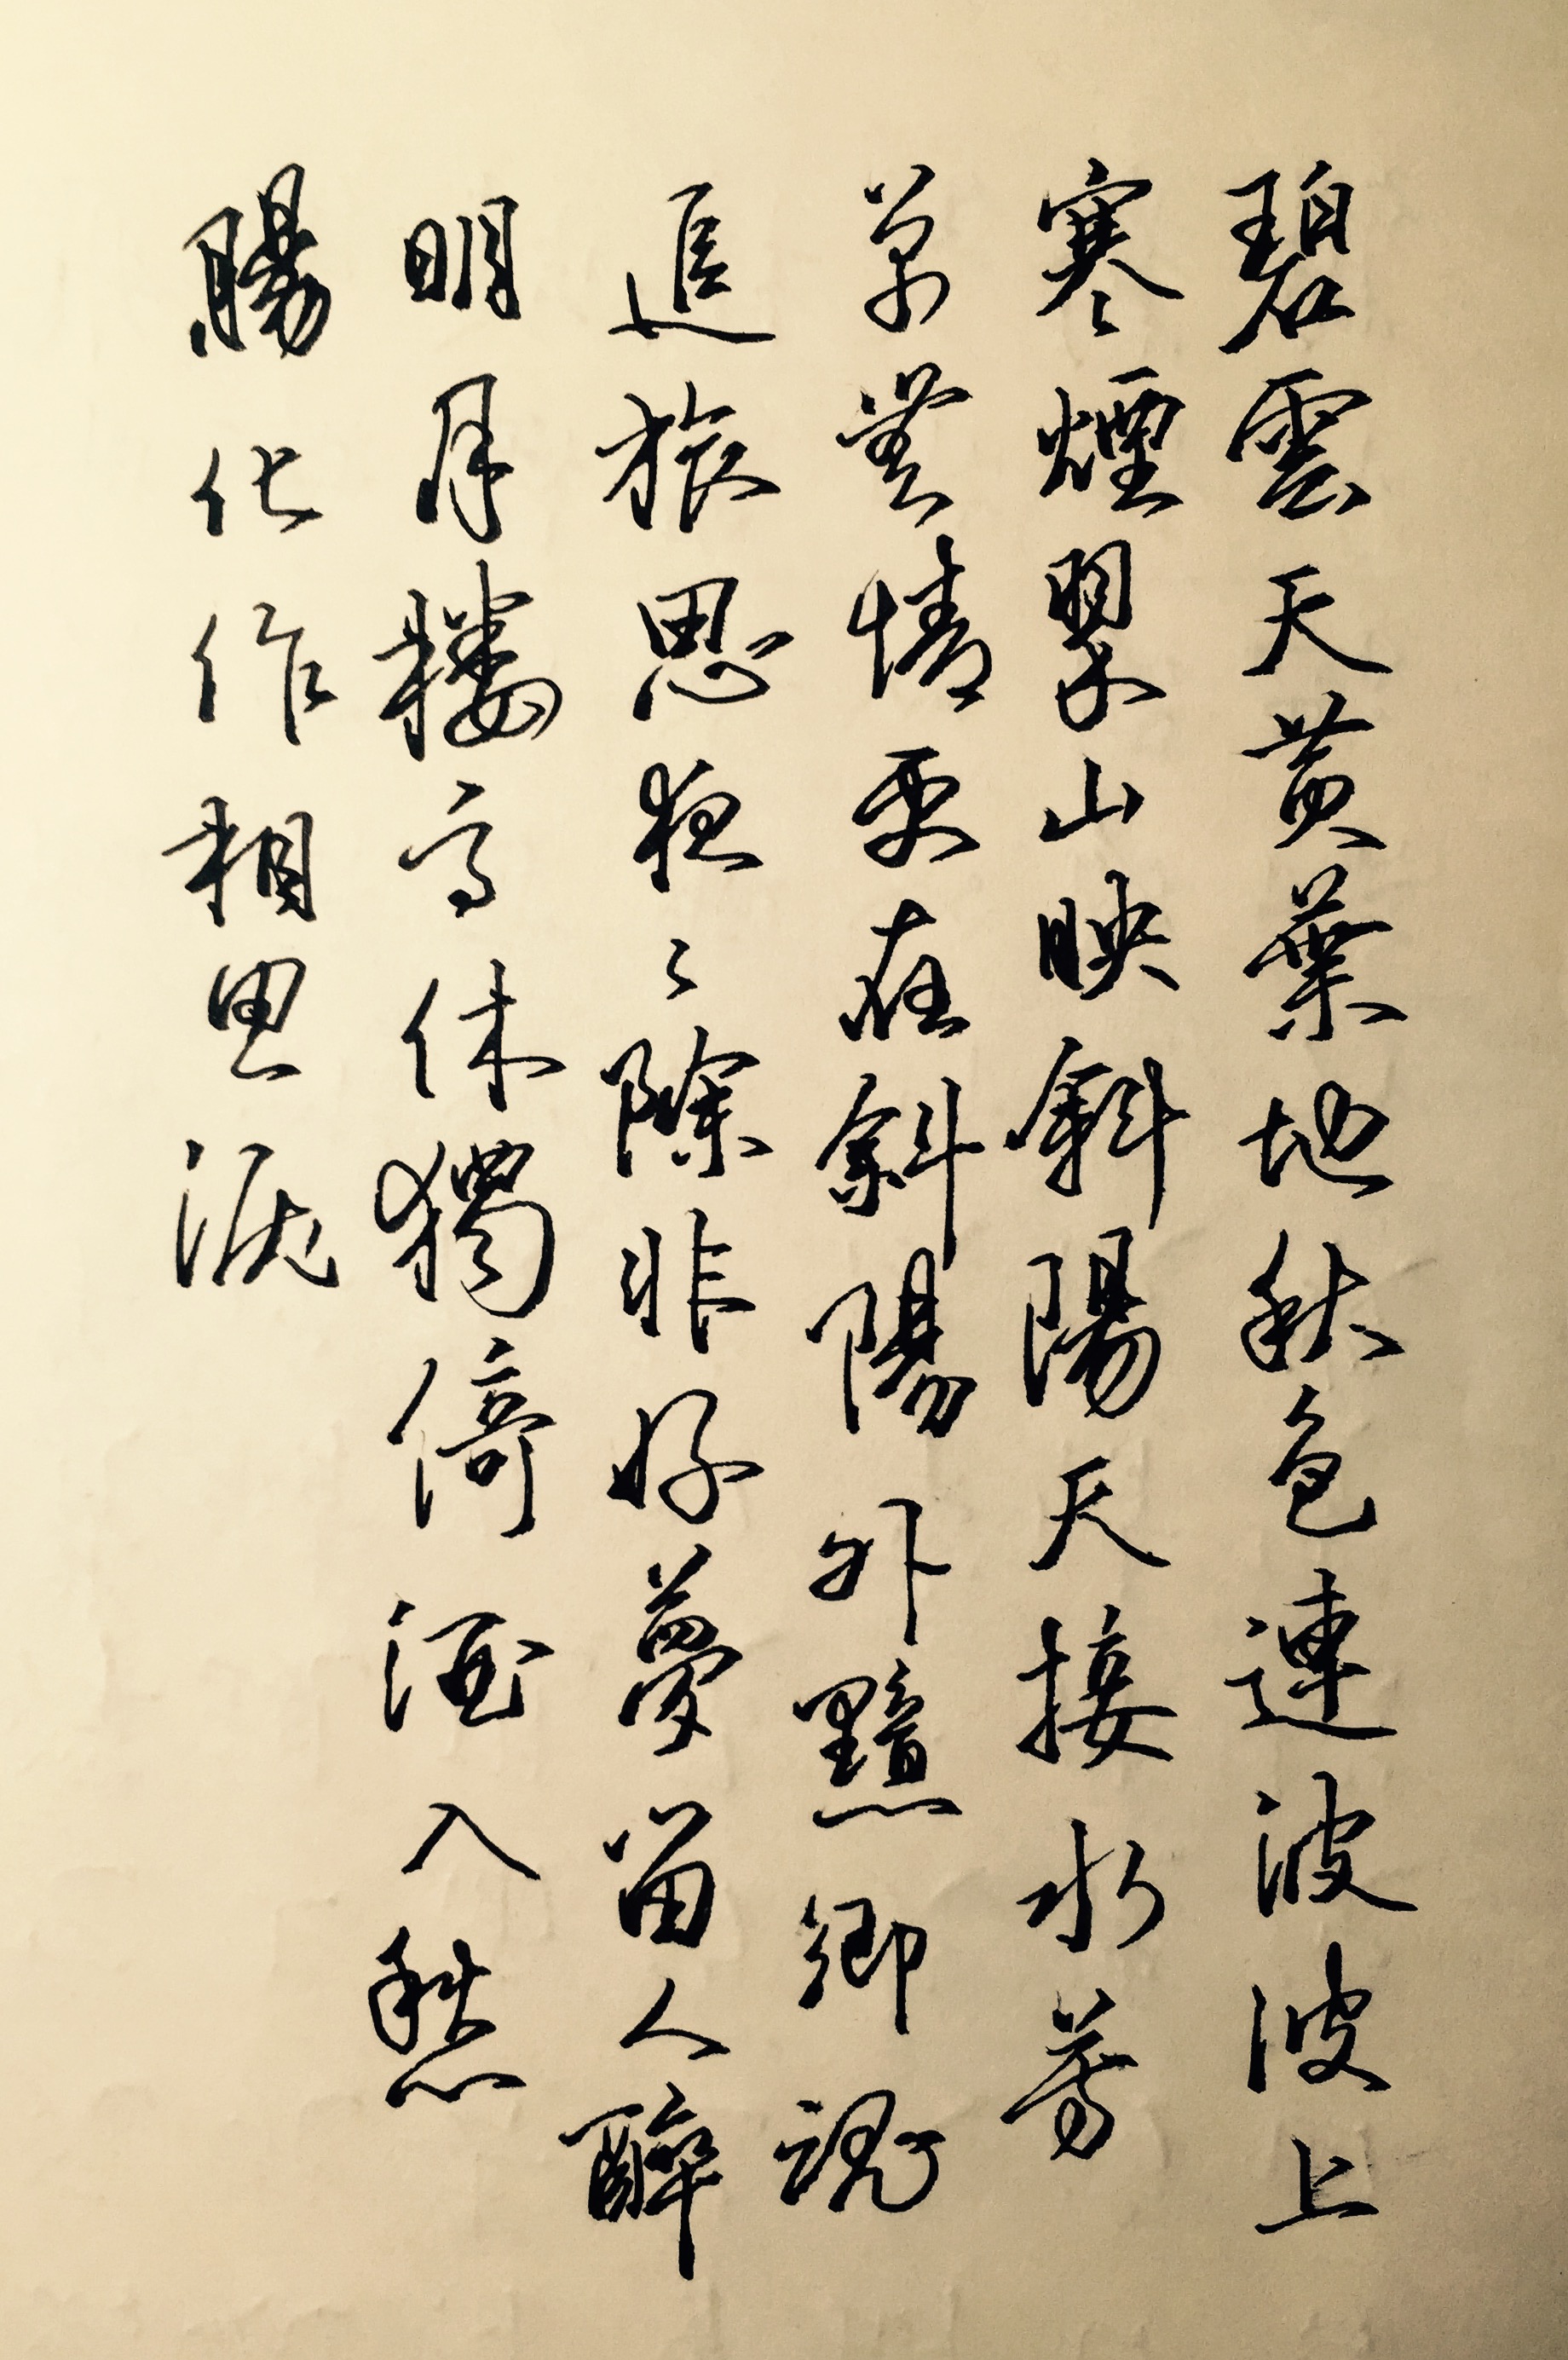 碧雲天黃葉地秋色連波波上
寒煙翠山映斜陽天接水芳
草無情更在斜陽外黯鄉魂
追旅思夜々除非好夢留人醉
明月樓高休獨倚酒入愁
腸化作相思淚